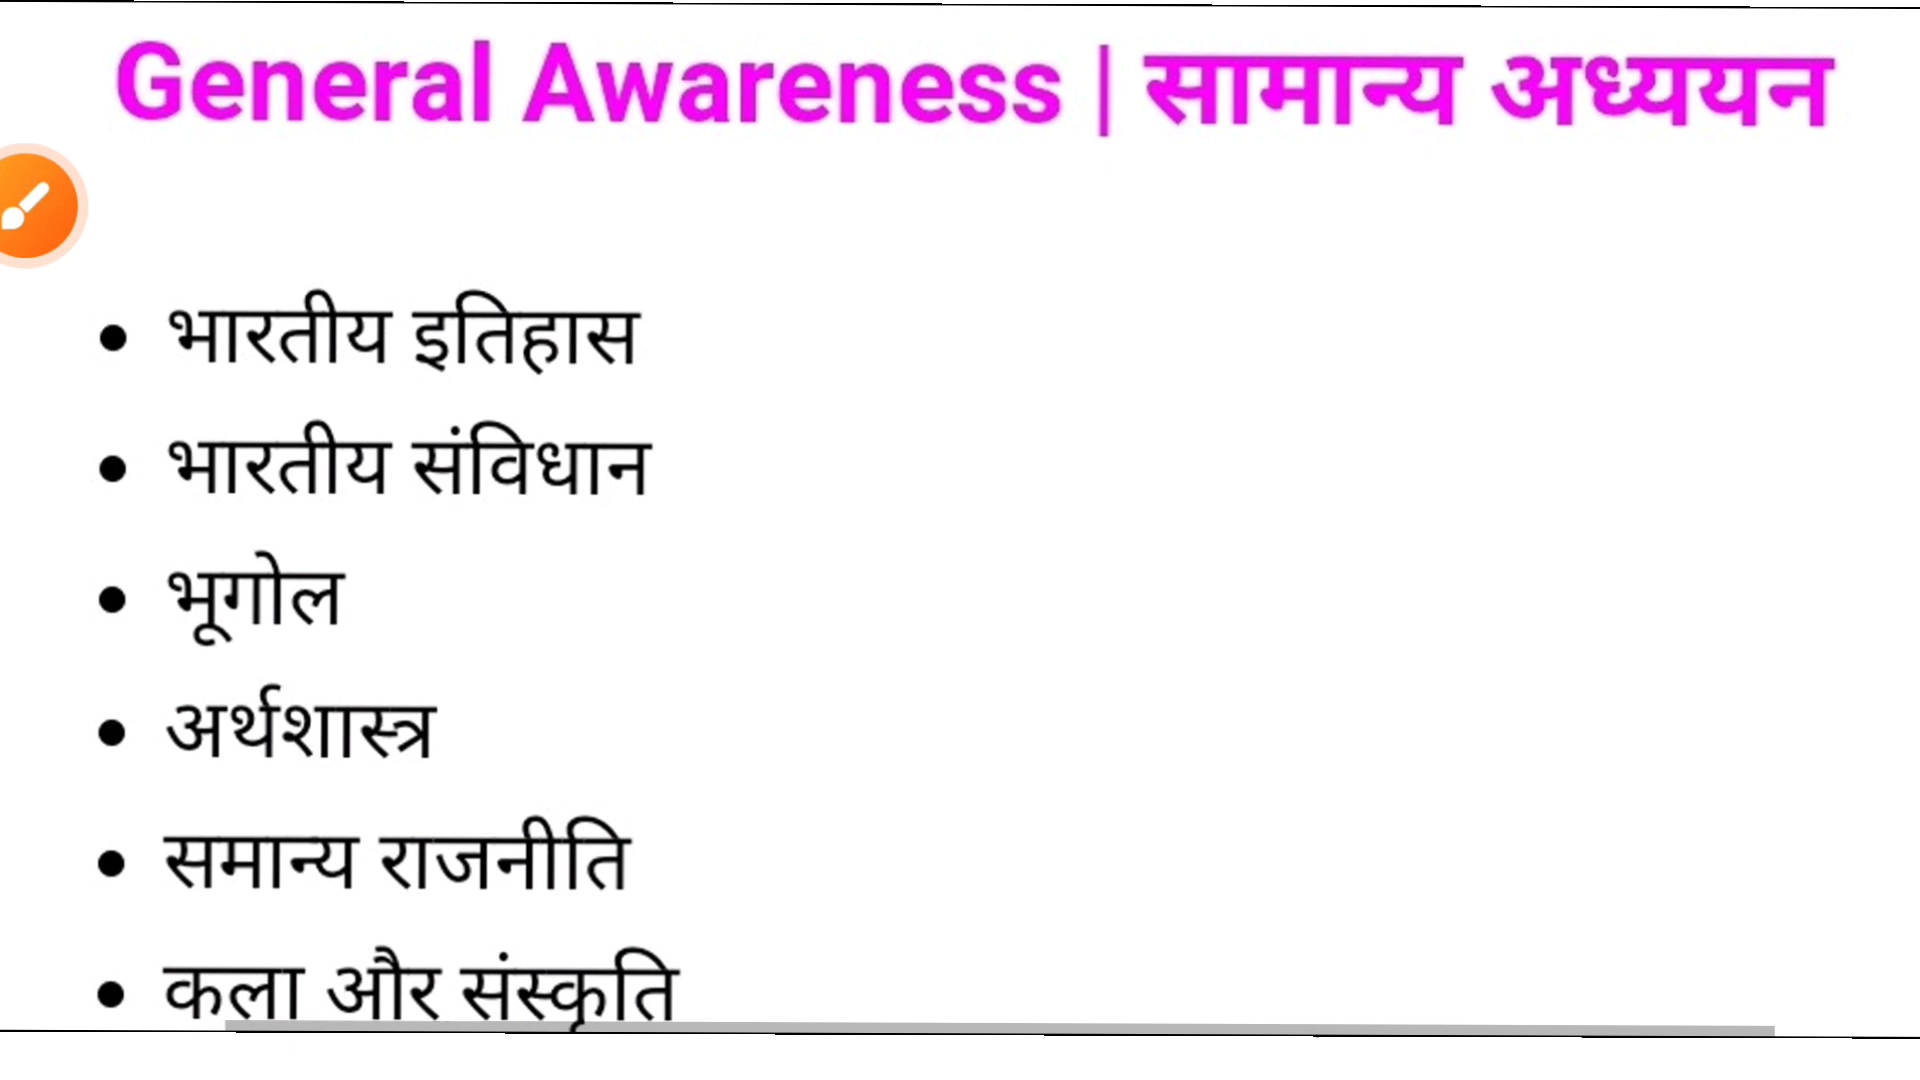 General Awareness | सामान्य अध्ययन
भारतीय इतिहास
भारतीय संविधान
भूगोल
अर्थशास्त्र
समान्य राजनीति
कला और संस्कृति